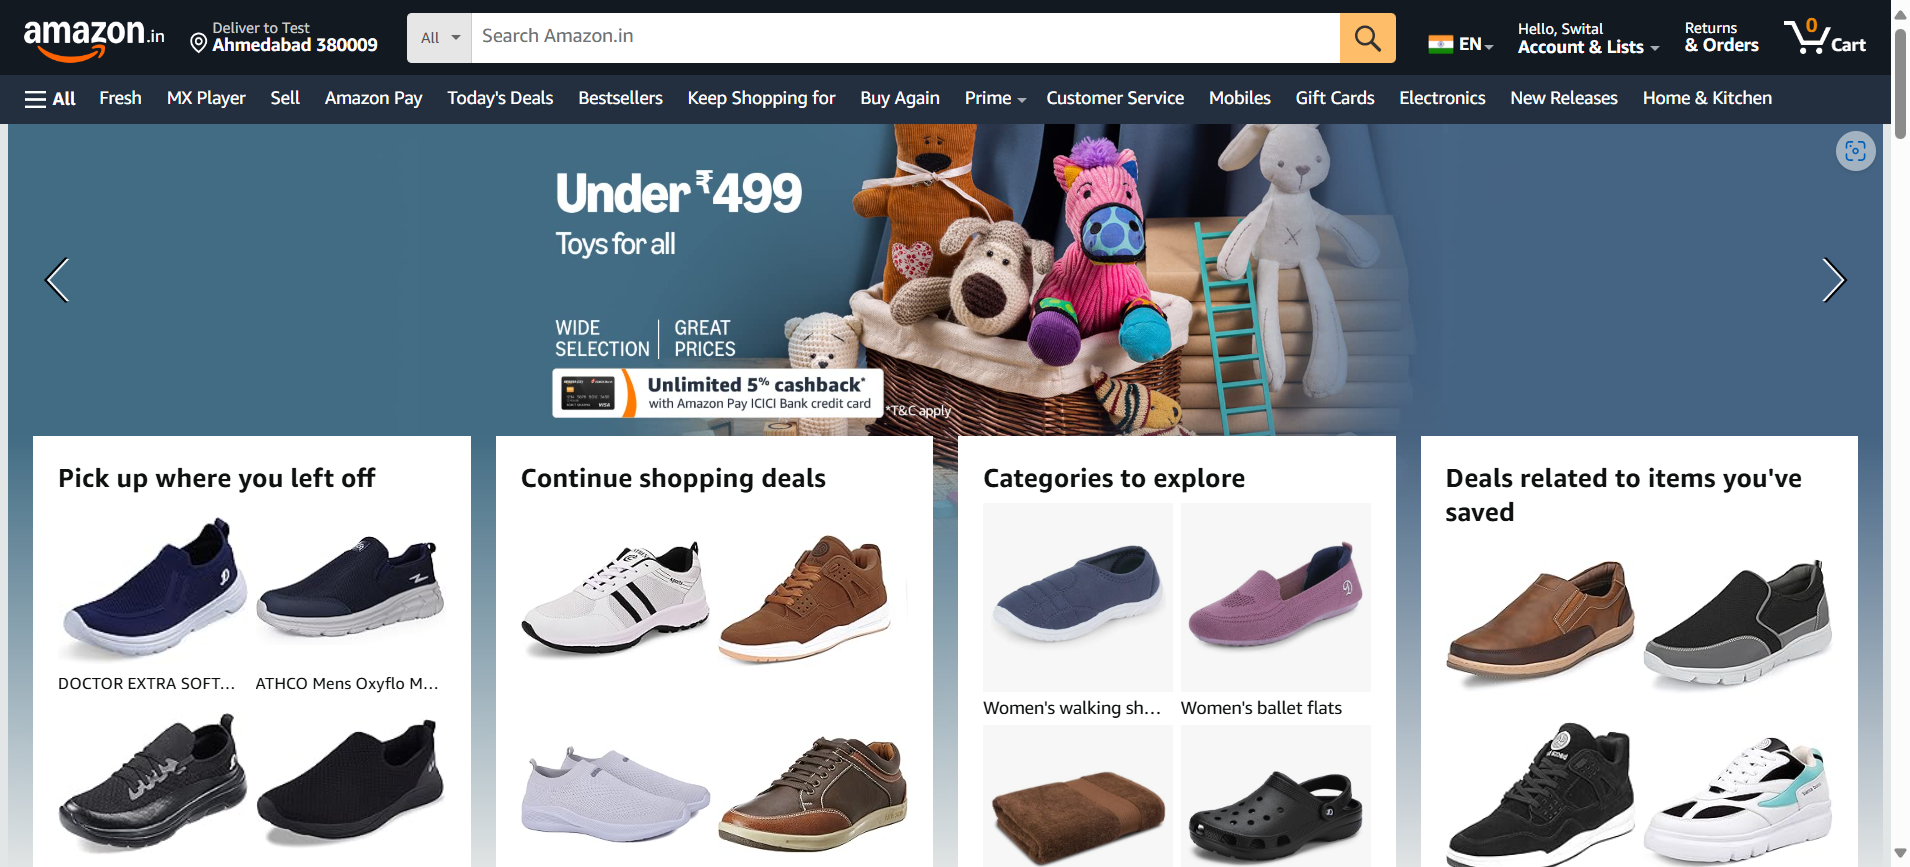 amazon.in
Deliver to Test
Ahmedabad 380009
All
Search Amazon.in
EN
Hello, Swital
Account & Lists
Returns
& Orders
0
Cart
All
Fresh
MX Player
Sell
Amazon Pay
Today's Deals
Bestsellers
Keep Shopping for
Buy Again
Prime
Customer Service
Mobiles
Gift Cards
Electronics
New Releases
Home & Kitchen
Under ₹499
Toys for all
WIDE
SELECTION
GREAT
PRICES
Unlimited 5% cashback*
with Amazon Pay ICICI Bank credit card
*T&C apply
VISA
Pick up where you left off
DOCTOR EXTRA SOFT...
ATHCO Mens Oxyflo M...
Continue shopping deals
Categories to explore
Women's walking sh...
Women's ballet flats
Deals related to items you've
saved